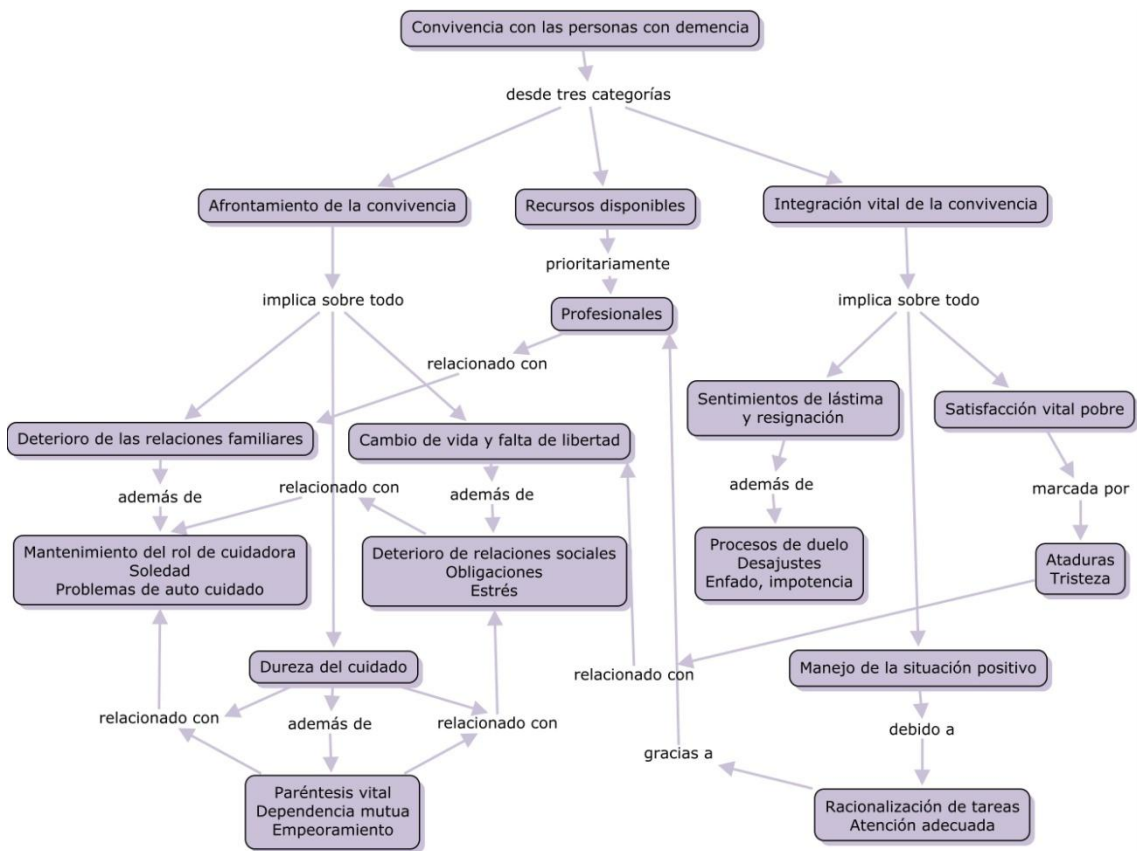 Convivencia con las personas con demencia
desde tres categorías
Afrontamiento de la convivencia
Recursos disponibles
Integración vital de la convivencia
prioritariamente
implica sobre todo
implica sobre todo
Profesionales
relacionado con
Sentimientos de lástima
y resignación
Satisfacción vital pobre
Deterioro de las relaciones familiares
Cambio de vida y falta de libertad
además de
relacionado con
además de
además de
marcada por
Mantenimiento del rol de cuidadora
Soledad
Problemas de auto cuidado
Deterioro de relaciones sociales
Obligaciones
Estrés
Procesos de duelo
Desajustes
Enfado, impotencia
Ataduras
Tristeza
Dureza del cuidado
relacionado con
Manejo de la situación positivo
relacionado con
además de
relacionado con
gracias a
debido a
Paréntesis vital
Dependencia mutua
Empeoramiento
Racionalización de tareas
Atención adecuada